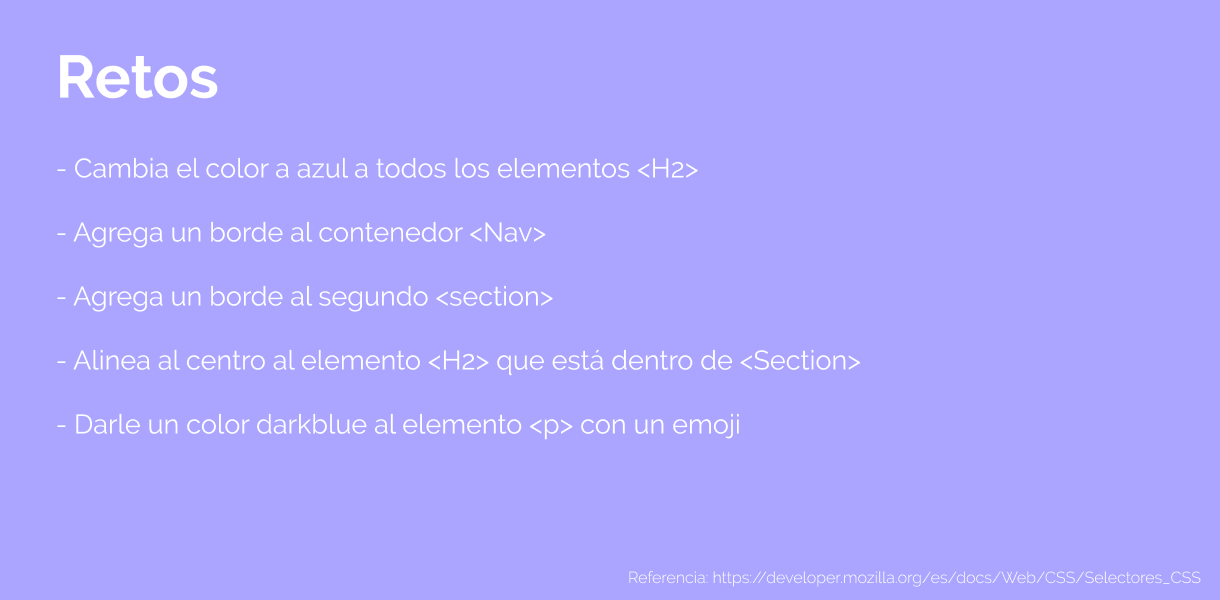 Retos
- Cambia el color a azul a todos los elementos <H2>
- Agrega un borde al contenedor <Nav>
- Agrega un borde al segundo <section>
- Alinea al centro al elemento <H2> que está dentro de <Section>
- Darle un color darkblue al elemento <p> con un emoji
Referencia: https://developer.mozilla.org/es/docs/Web/CSS/Selectores_CSS